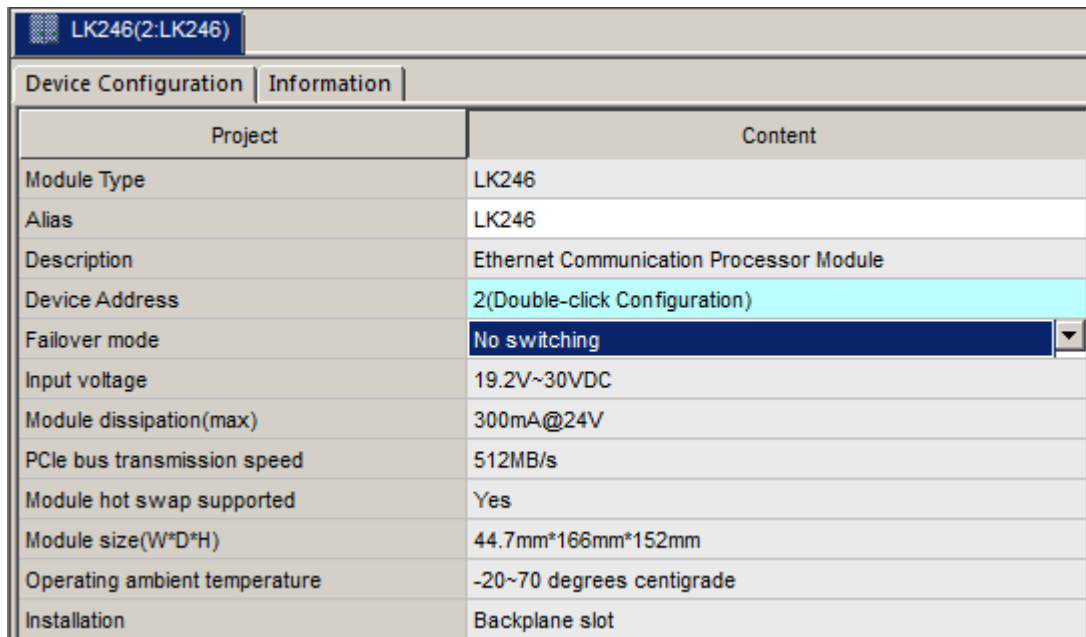 LK246(2:LK246)
Device Configuration Information
Project Content
Module Type LK246
Alias LK246
Description Ethernet Communication Processor Module
Device Address 2(Double-click Configuration)
Failover mode No switching
Input voltage 19.2V~30VDC
Module dissipation(max) 300mA@24V
PCIe bus transmission speed 512MB/s
Module hot swap supported Yes
Module size(W*D*H) 44.7mm*166mm*152mm
Operating ambient temperature -20~70 degrees centigrade
Installation Backplane slot